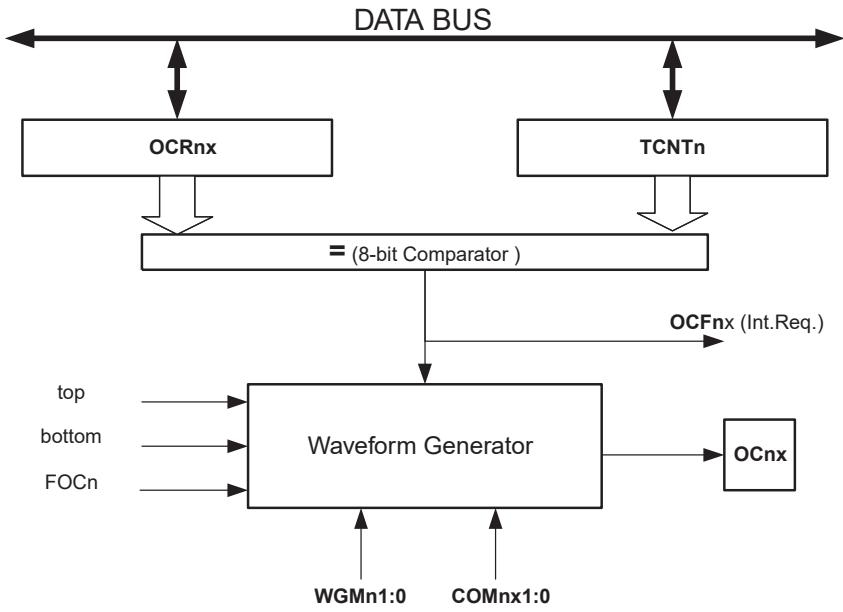 DATA BUS
OCRnx
TCNTn
= (8-bit Comparator )
OCFnx (Int.Req.)
top
bottom
FOCn
Waveform Generator
OCnx
WGMn1:0
COMnx1:0